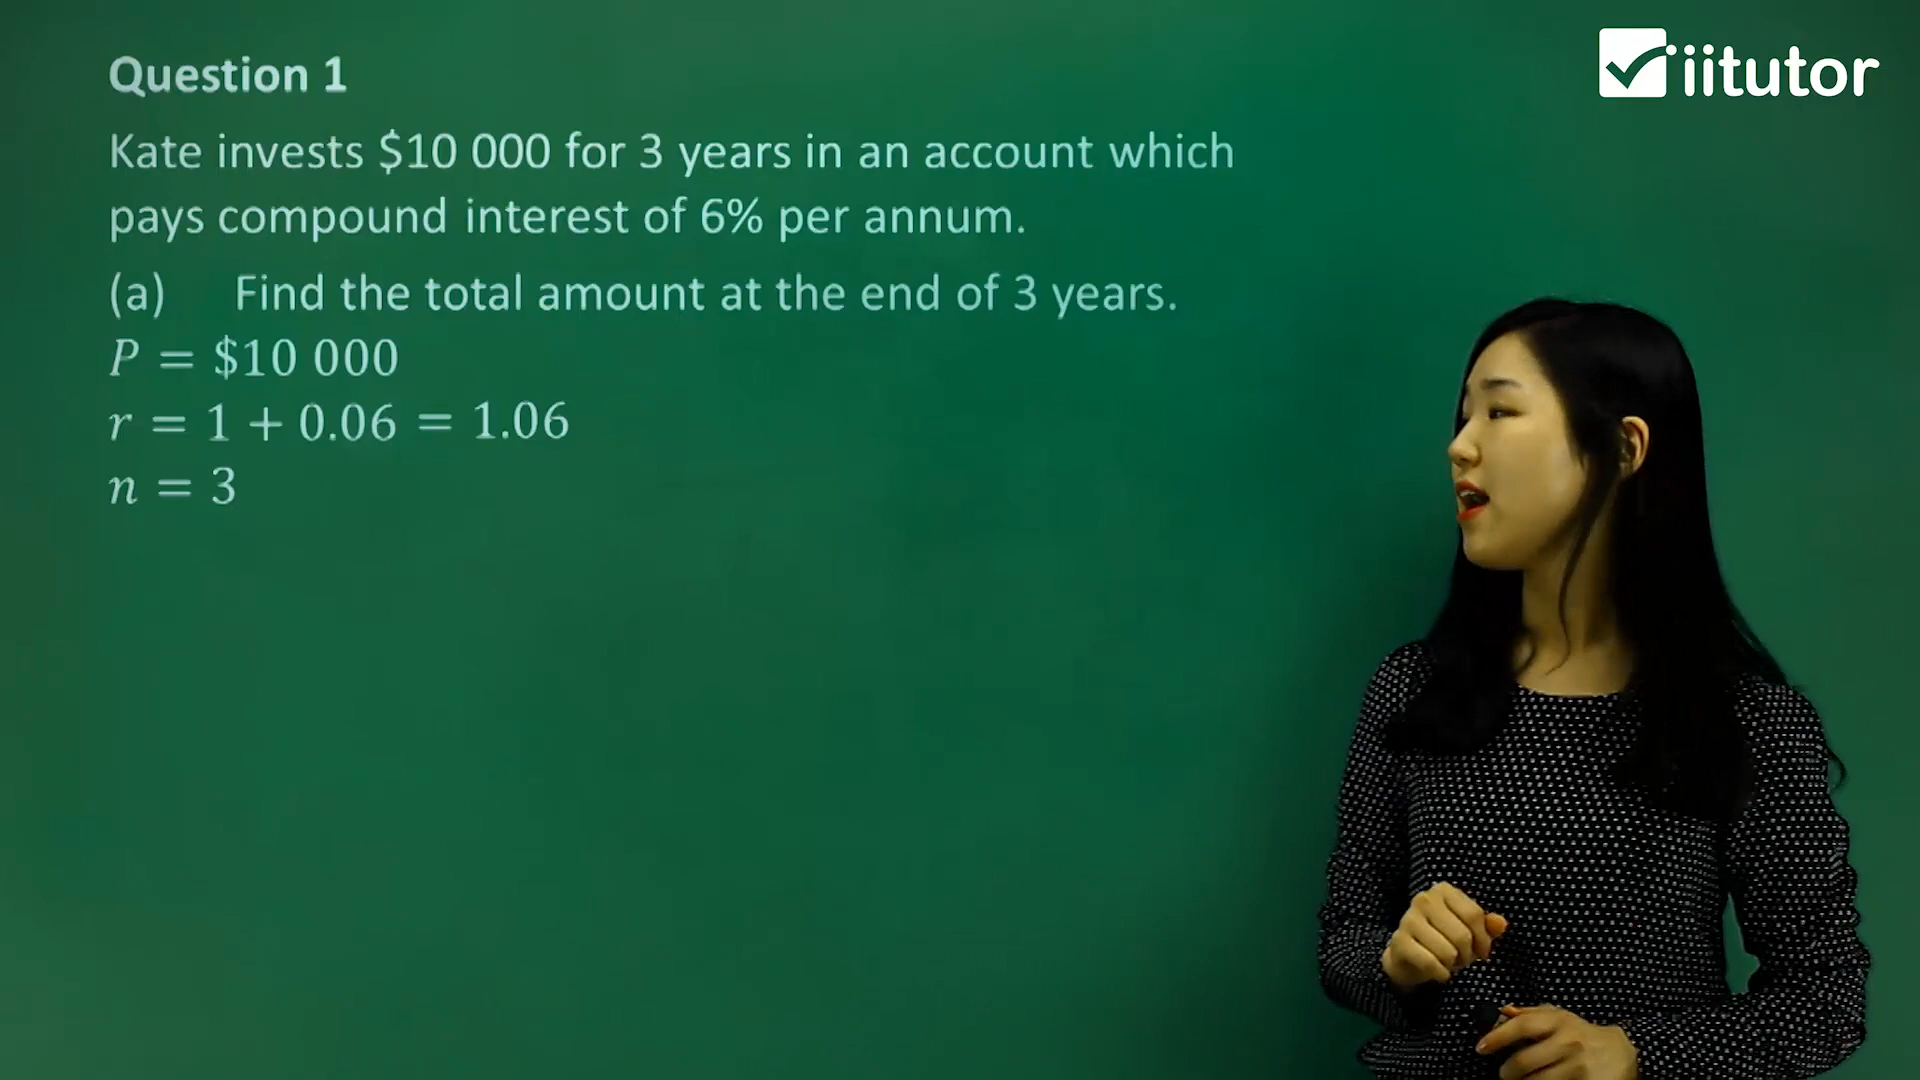 iitutor
Question 1
Kate invests $10 000 for 3 years in an account which
pays compound interest of 6% per annum.
(a) Find the total amount at the end of 3 years.
P = $10 000
r = 1 + 0.06 = 1.06
n = 3